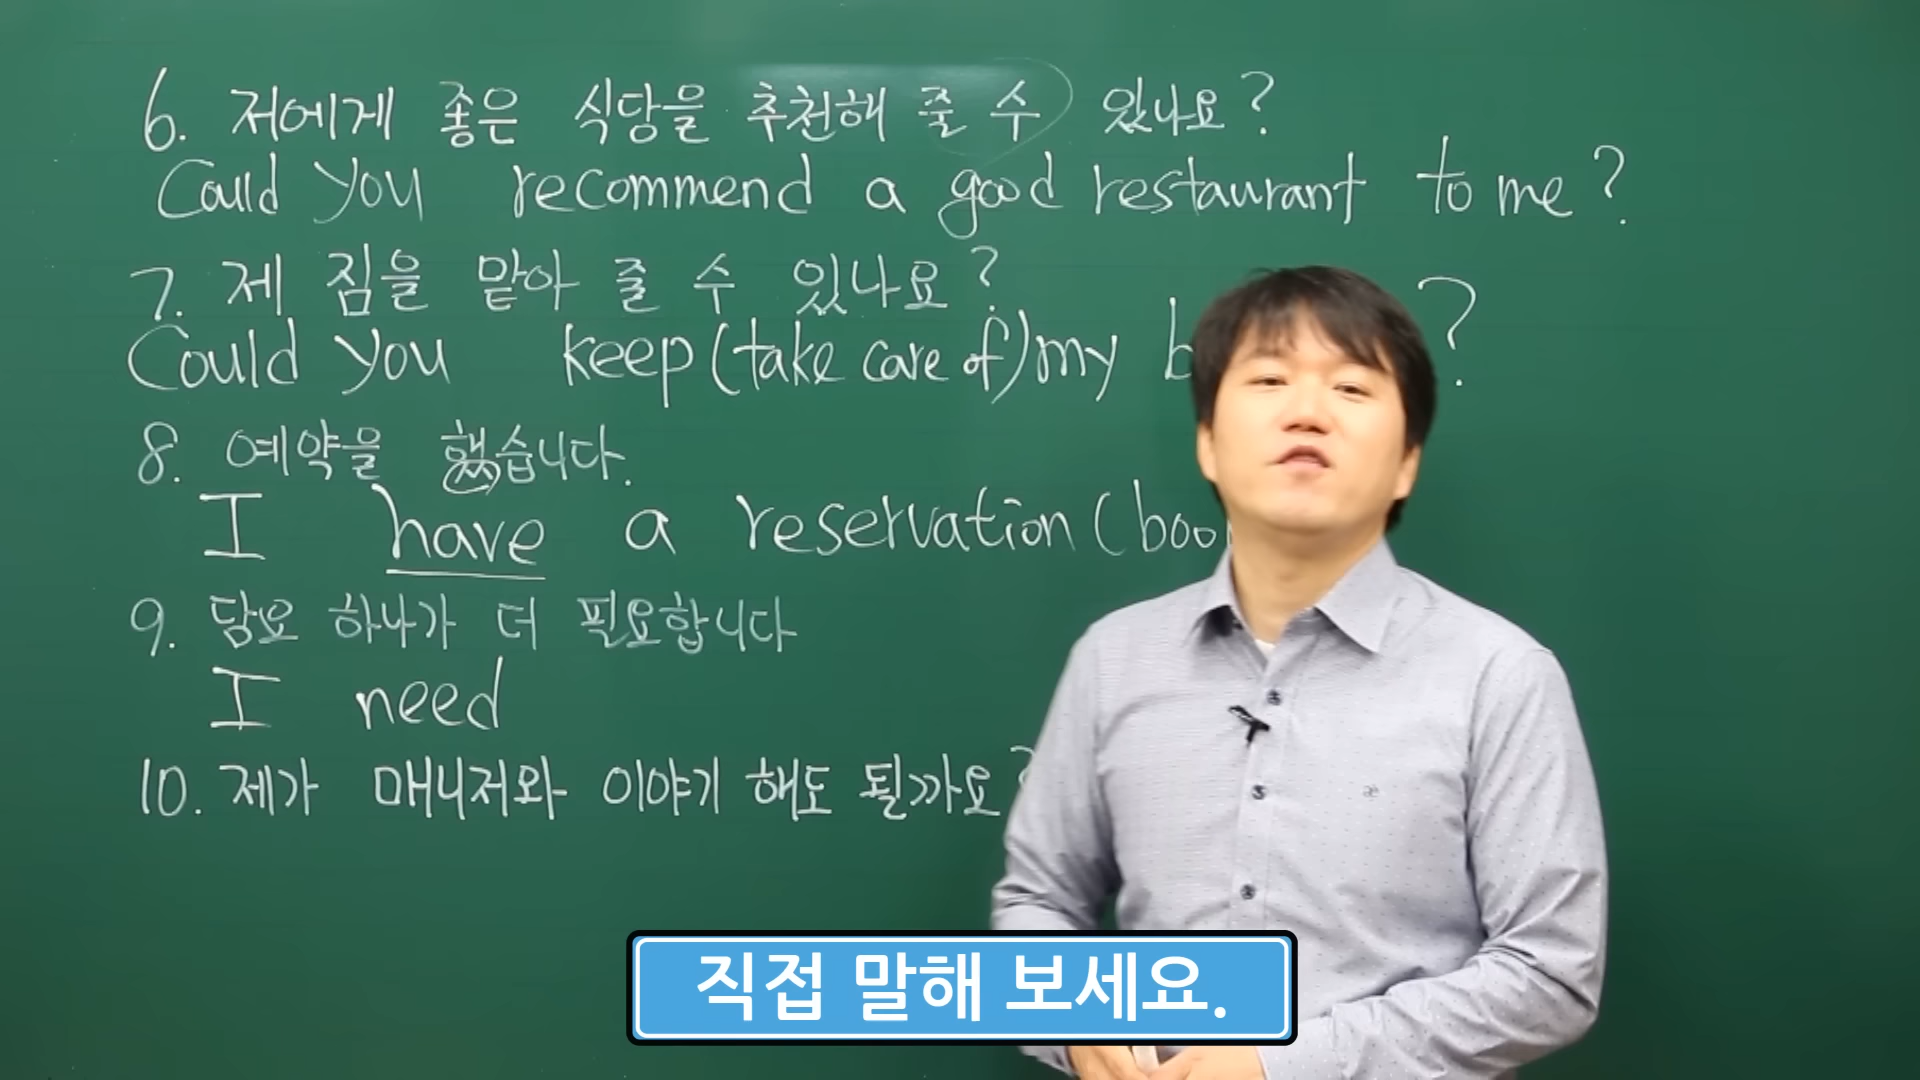 6. 저에게 좋은 식당을 추천해 줄 수 있나요?
Could you recommend a good restaurant to me?
7. 제 짐을 맡아 줄 수 있나요?
Could you keep (take care of) my ?
8. 예약을 했습니다.
I have a reservation (
9. 담요 하나가 더 필요합니다
I need
10. 제가 매니저와 이야기 해도 될까요?
직접 말해 보세요.